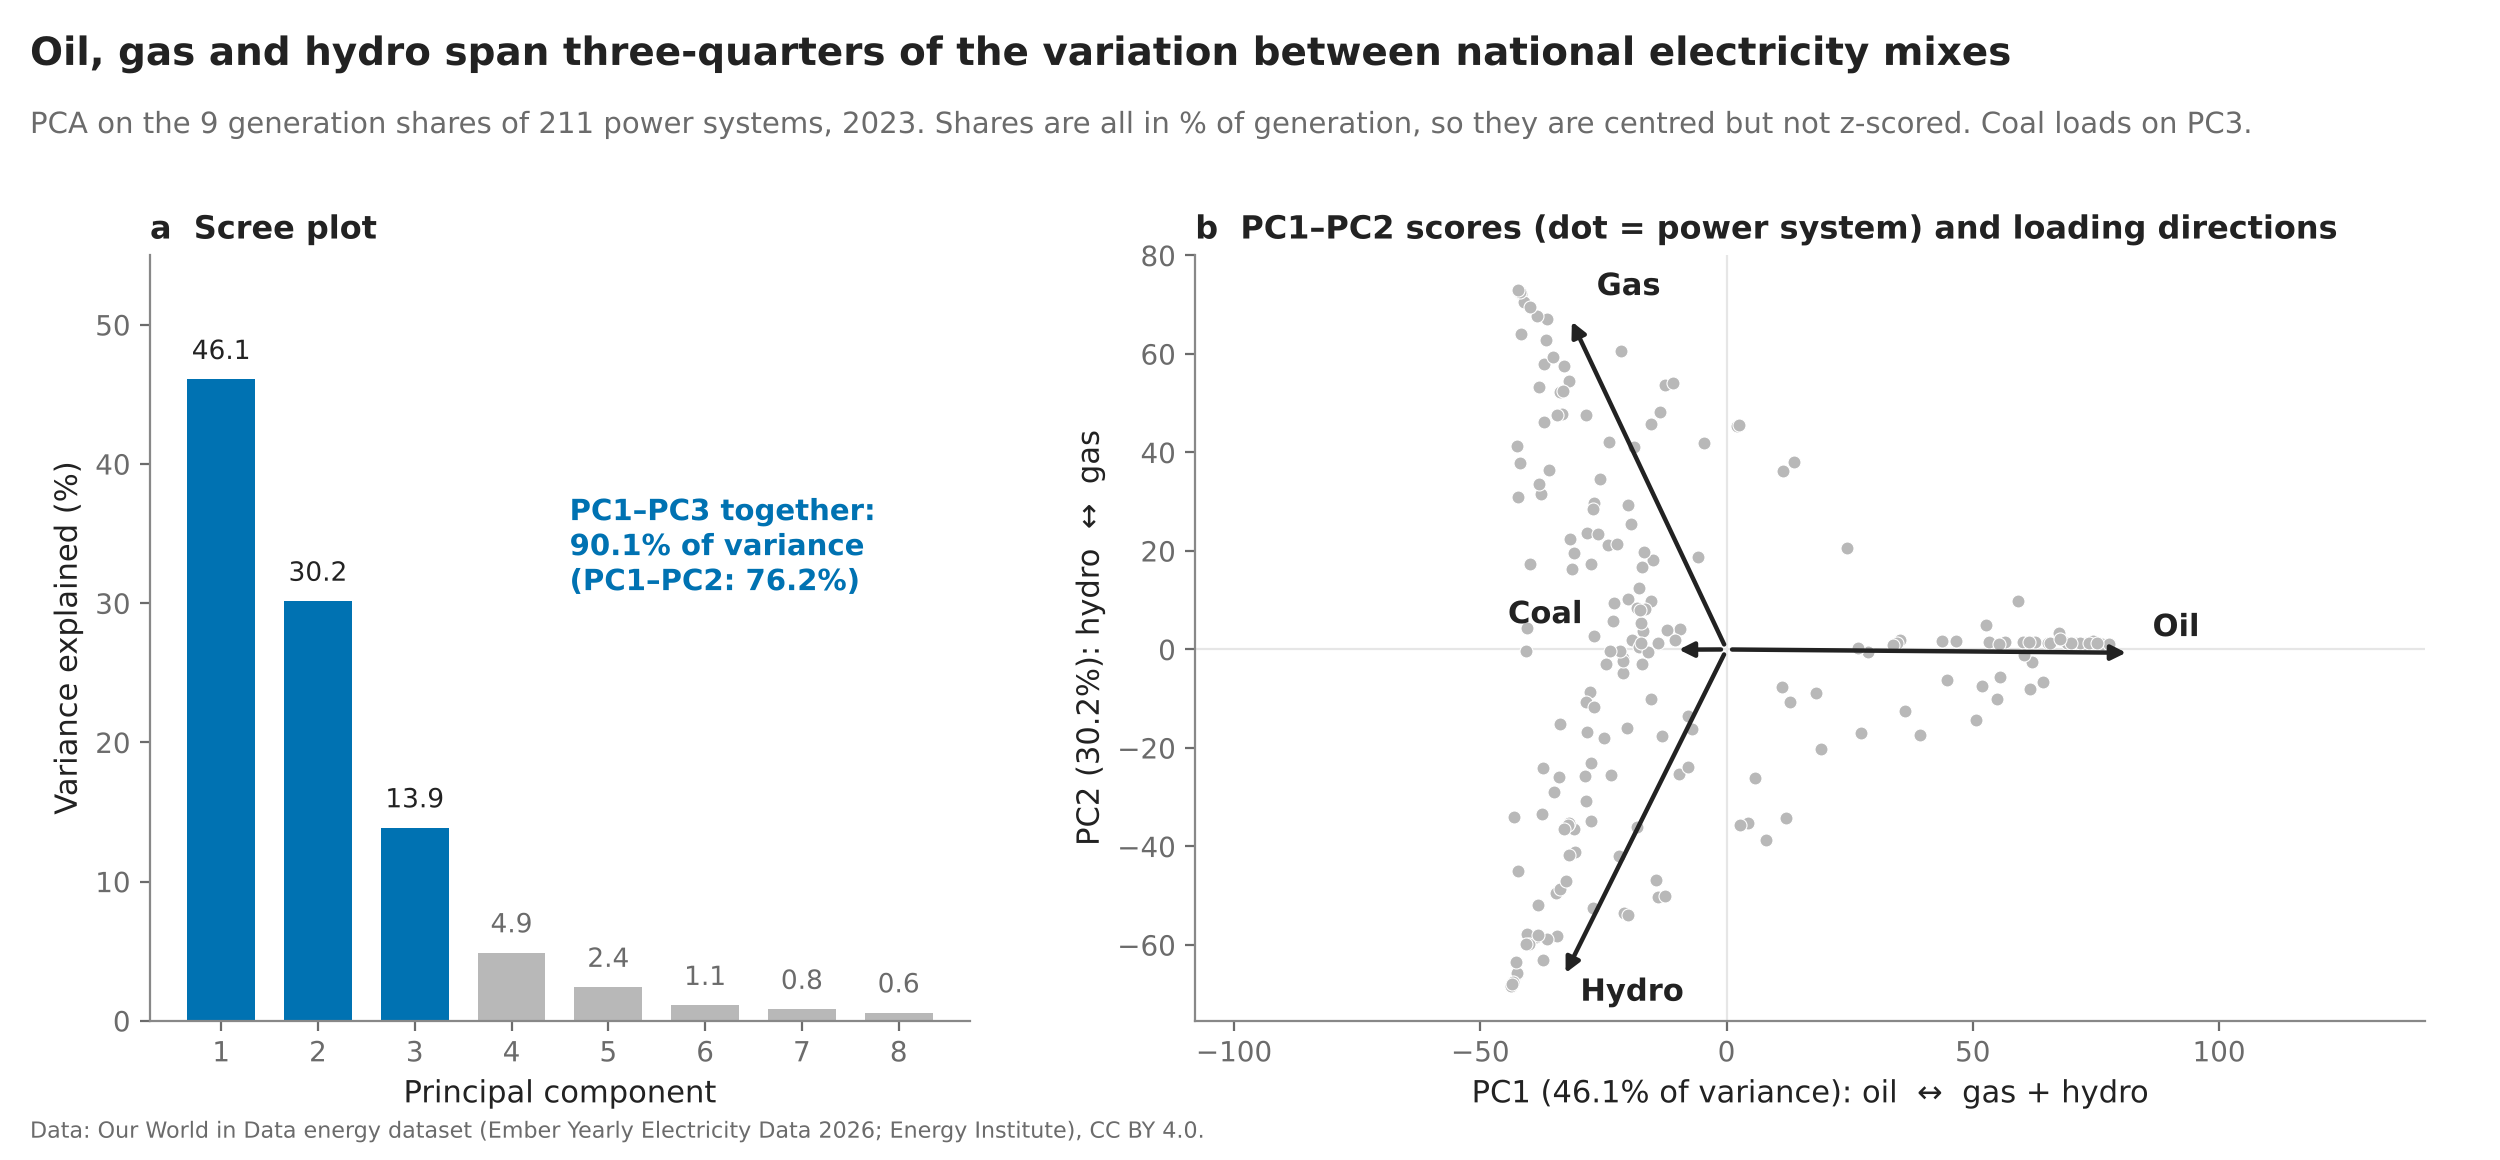 Oil, gas and hydro span three-quarters of the variation between national electricity mixes
PCA on the 9 generation shares of 211 power systems, 2023. Shares are all in % of generation, so they are centred but not z-scored. Coal loads on PC3.
a Scree plot
50
40
30
20
10
0
Variance explained (%)
46.1
30.2
13.9
4.9
2.4
1.1
0.8
0.6
PC1–PC3 together:
90.1% of variance
(PC1–PC2: 76.2%)
1 2 3 4 5 6 7 8
Principal component
b PC1–PC2 scores (dot = power system) and loading directions
80
60
40
20
0
−20
−40
−60
PC2 (30.2%): hydro ↔ gas
Gas
Coal
Oil
Hydro
−100 −50 0 50 100
PC1 (46.1% of variance): oil ↔ gas + hydro
Data: Our World in Data energy dataset (Ember Yearly Electricity Data 2026; Energy Institute), CC BY 4.0.